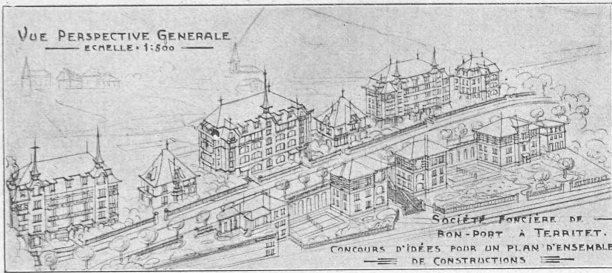 VUE PERSPECTIVE GENERALE
ECHELLE • 1:500
SOCIÉTÉ FONCIÈRE DE
BON-PORT À TERRITET.
CONCOURS D'IDÉES POUR UN PLAN D'ENSEMBLE
DE CONSTRUCTIONS